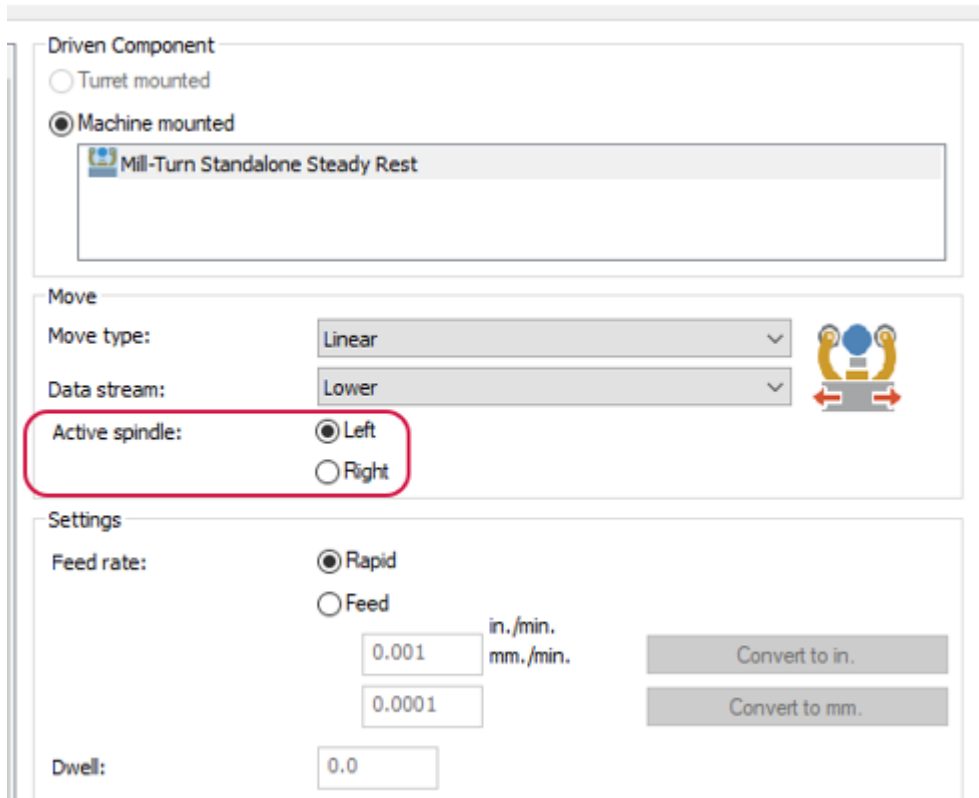 Driven Component
Turret mounted
Machine mounted
Mill-Turn Standalone Steady Rest
Move
Move type: Linear
Data stream: Lower
Active spindle: Left
Right
Settings
Feed rate: Rapid
Feed
in./min.
0.001 mm./min. Convert to in.
0.0001 Convert to mm.
Dwell: 0.0